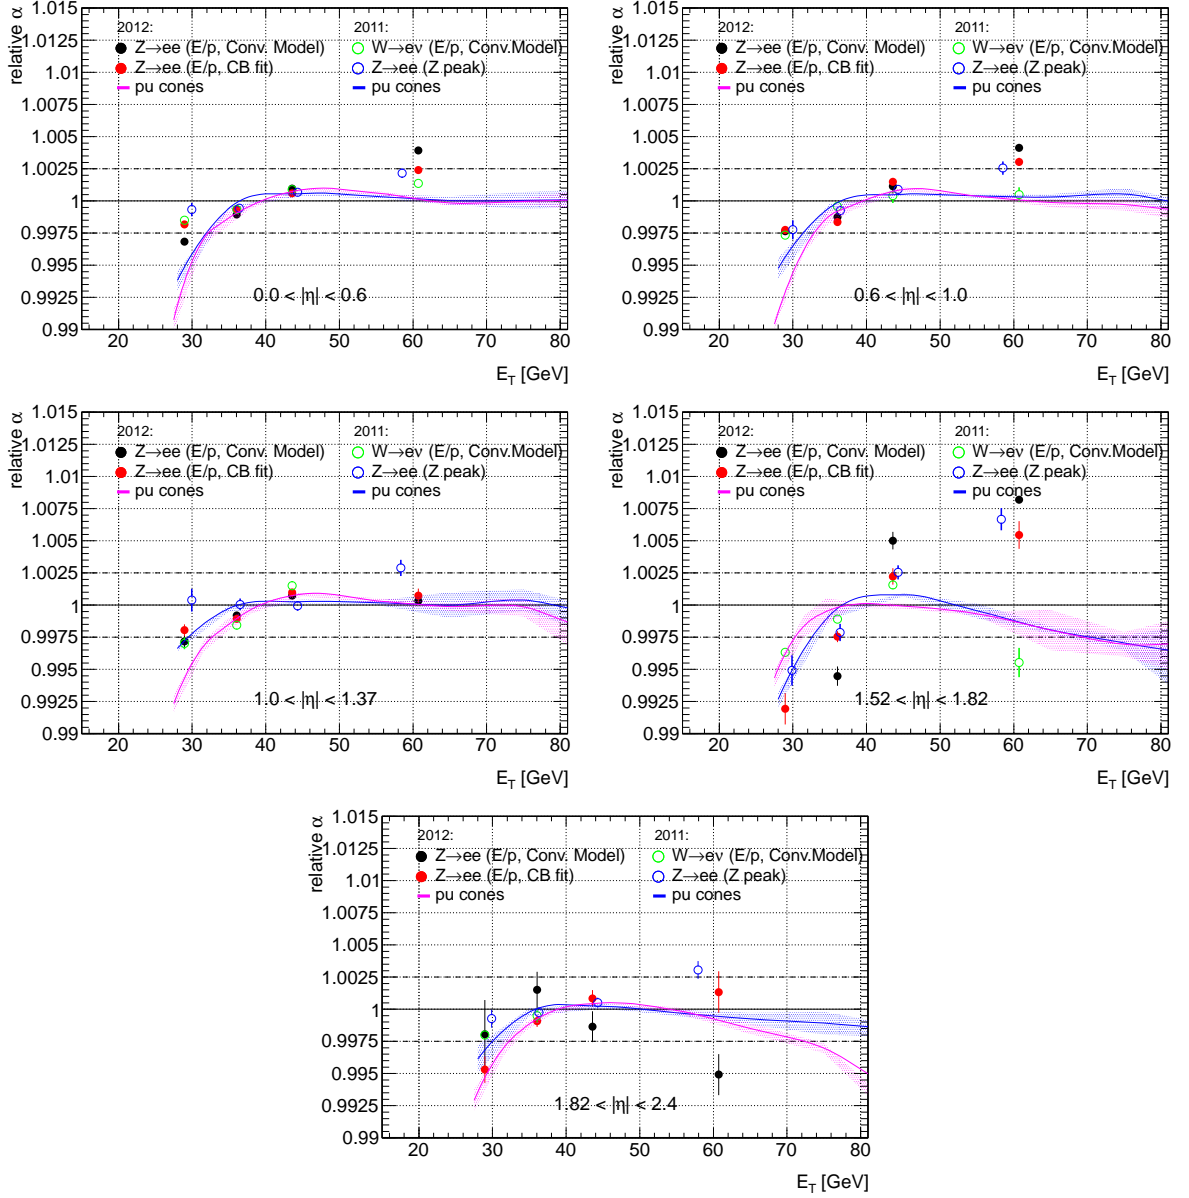 relative α
1.015
1.0125
1.01
1.0075
1.005
1.0025
1
0.9975
0.995
0.9925
0.99
2012:
Z→ee (E/p, Conv. Model)
Z→ee (E/p, CB fit)
pu cones
2011:
W→eν (E/p, Conv.Model)
Z→ee (Z peak)
pu cones
0.0 < |η| < 0.6
20 30 40 50 60 70 80
E_T [GeV]
relative α
1.015
1.0125
1.01
1.0075
1.005
1.0025
1
0.9975
0.995
0.9925
0.99
2012:
Z→ee (E/p, Conv. Model)
Z→ee (E/p, CB fit)
pu cones
2011:
W→eν (E/p, Conv.Model)
Z→ee (Z peak)
pu cones
0.6 < |η| < 1.0
20 30 40 50 60 70 80
E_T [GeV]
relative α
1.015
1.0125
1.01
1.0075
1.005
1.0025
1
0.9975
0.995
0.9925
0.99
2012:
Z→ee (E/p, Conv. Model)
Z→ee (E/p, CB fit)
pu cones
2011:
W→eν (E/p, Conv.Model)
Z→ee (Z peak)
pu cones
1.0 < |η| < 1.37
20 30 40 50 60 70 80
E_T [GeV]
relative α
1.015
1.0125
1.01
1.0075
1.005
1.0025
1
0.9975
0.995
0.9925
0.99
2012:
Z→ee (E/p, Conv. Model)
Z→ee (E/p, CB fit)
pu cones
2011:
W→eν (E/p, Conv.Model)
Z→ee (Z peak)
pu cones
1.52 < |η| < 1.82
20 30 40 50 60 70 80
E_T [GeV]
relative α
1.015
1.0125
1.01
1.0075
1.005
1.0025
1
0.9975
0.995
0.9925
0.99
2012:
Z→ee (E/p, Conv. Model)
Z→ee (E/p, CB fit)
pu cones
2011:
W→eν (E/p, Conv.Model)
Z→ee (Z peak)
pu cones
1.82 < |η| < 2.4
20 30 40 50 60 70 80
E_T [GeV]